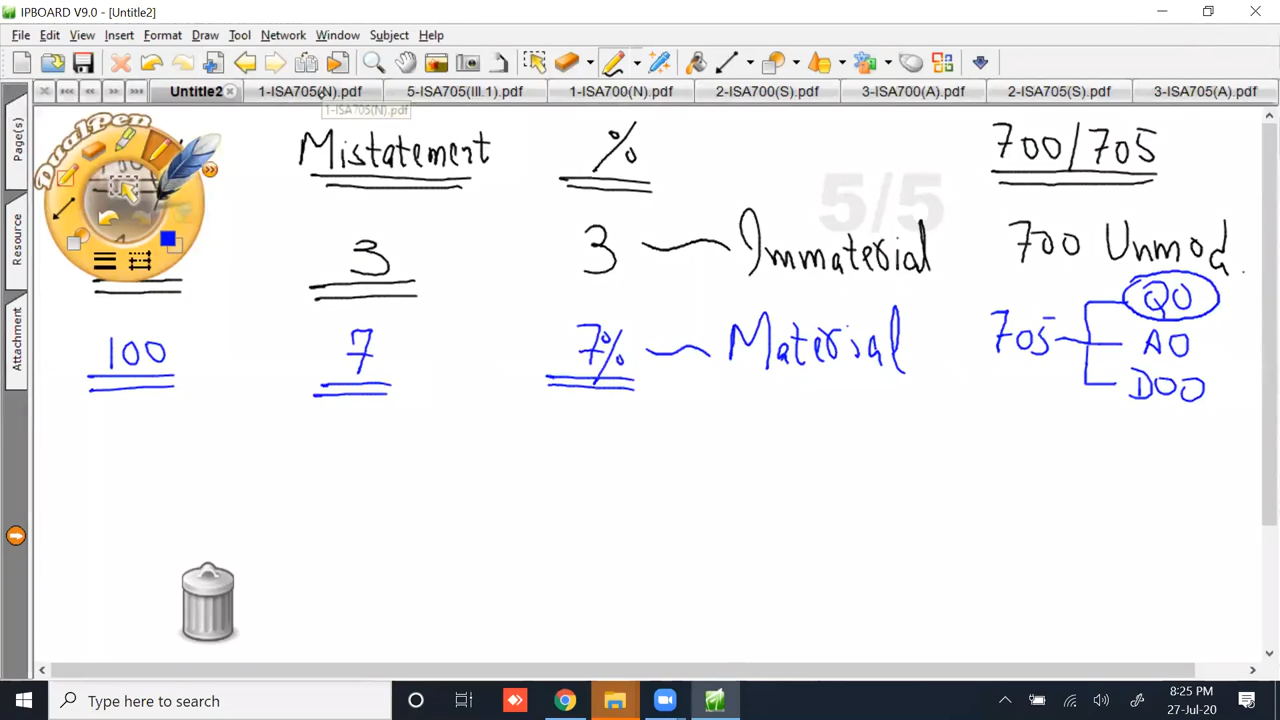 IPBOARD V9.0 - [Untitle2]
File Edit View Insert Format Draw Tool Network Window Subject Help
Untitle2 1-ISA705(N).pdf 5-ISA705(III.1).pdf 1-ISA700(N).pdf 2-ISA700(S).pdf 3-ISA700(A).pdf 2-ISA705(S).pdf 3-ISA705(A).pdf
1-ISA705(N).pdf
Page(s)
Resource
Attachment
DualPen
5/5
Mistatement % 700/705
3 3 Immaterial 700 Unmod.
100 7 7% Material 705 QO
AO
DOO
Type here to search
8:25 PM
27-Jul-20